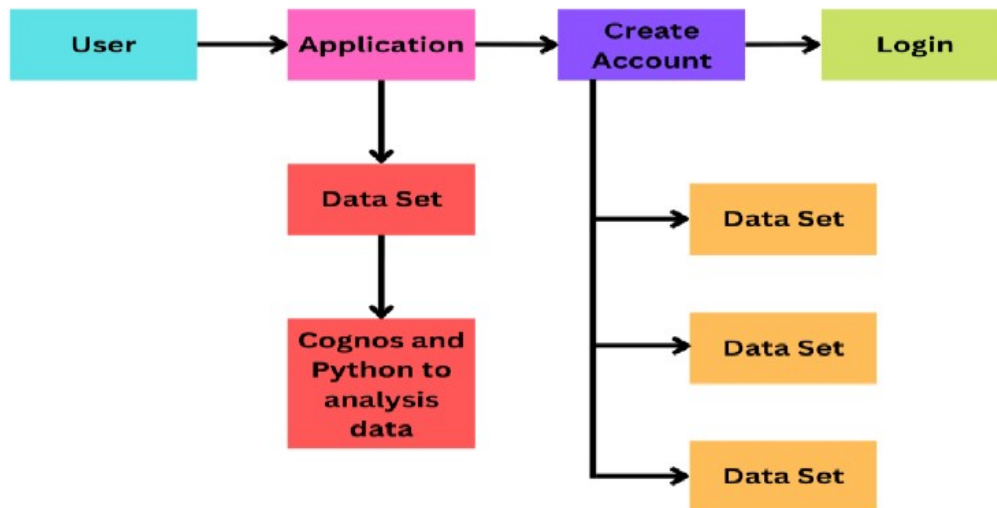 User
Application
Create
Account
Login
Data Set
Data Set
Cognos and
Python to
analysis
data
Data Set
Data Set